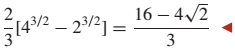 2/3[4^{3/2} − 2^{3/2}] = (16 − 4√2)/3 ◄